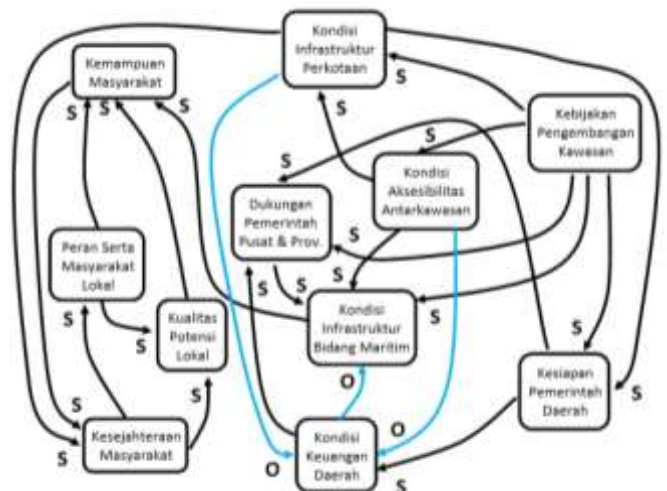 Kondisi
Infrastruktur
Perkotaan
Kemampuan
Masyarakat
S
S
S
S
Kebijakan
Pengembangan
Kawasan
S
S
S
Kondisi
Aksesibilitas
Antarkawasan
Dukungan
Pemerintah
Pusat & Prov.
Peran Serta
Masyarakat
Lokal
S
S
S
S
Kondisi
Infrastruktur
Bidang Maritim
S
S
S
Kualitas
Potensi
Lokal
S
S
O
Kesiapan
Pemerintah
Daerah
S
S
S
Kesejahteraan
Masyarakat
S
O
Kondisi
Keuangan
Daerah
O
S